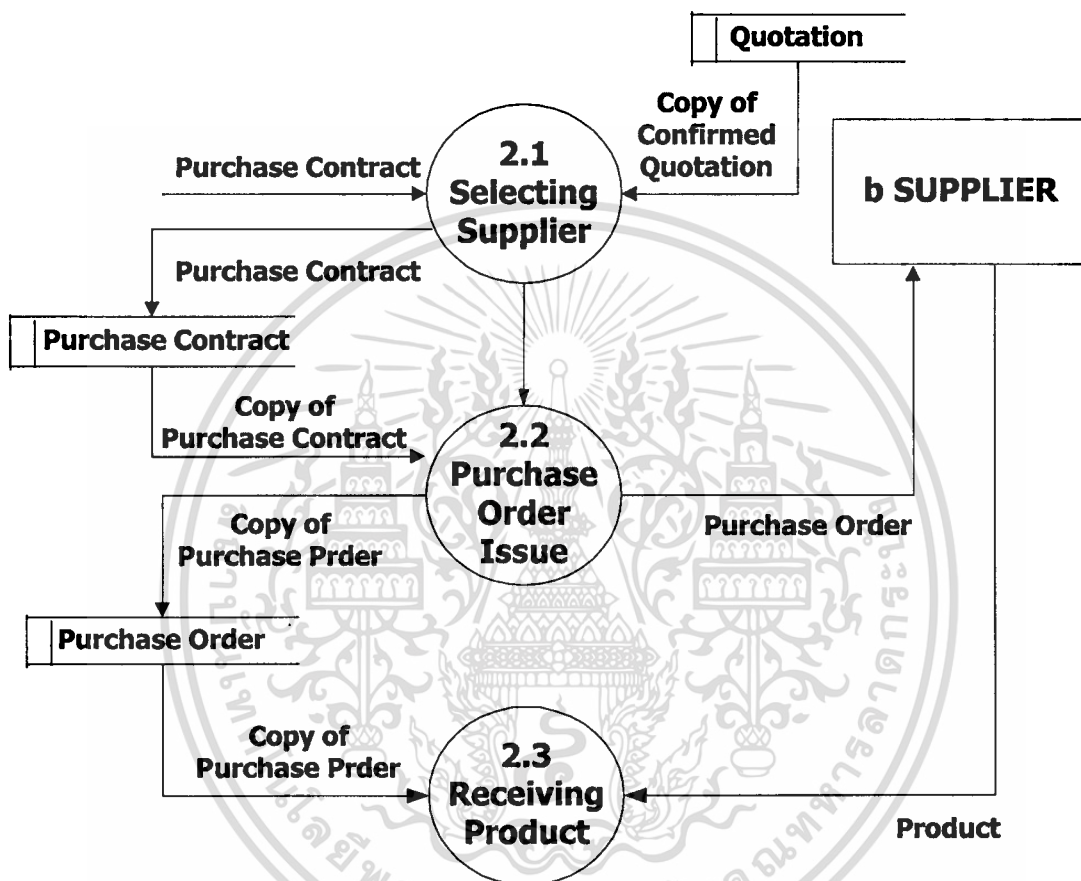 Quotation
Copy of
Confirmed
Quotation
2.1
Selecting
Supplier
Purchase Contract
b SUPPLIER
Purchase Contract
Purchase Contract
Copy of
Purchase Contract
2.2
Purchase
Order
Issue
Purchase Order
Copy of
Purchase Prder
Purchase Order
Copy of
Purchase Prder
2.3
Receiving
Product
Product